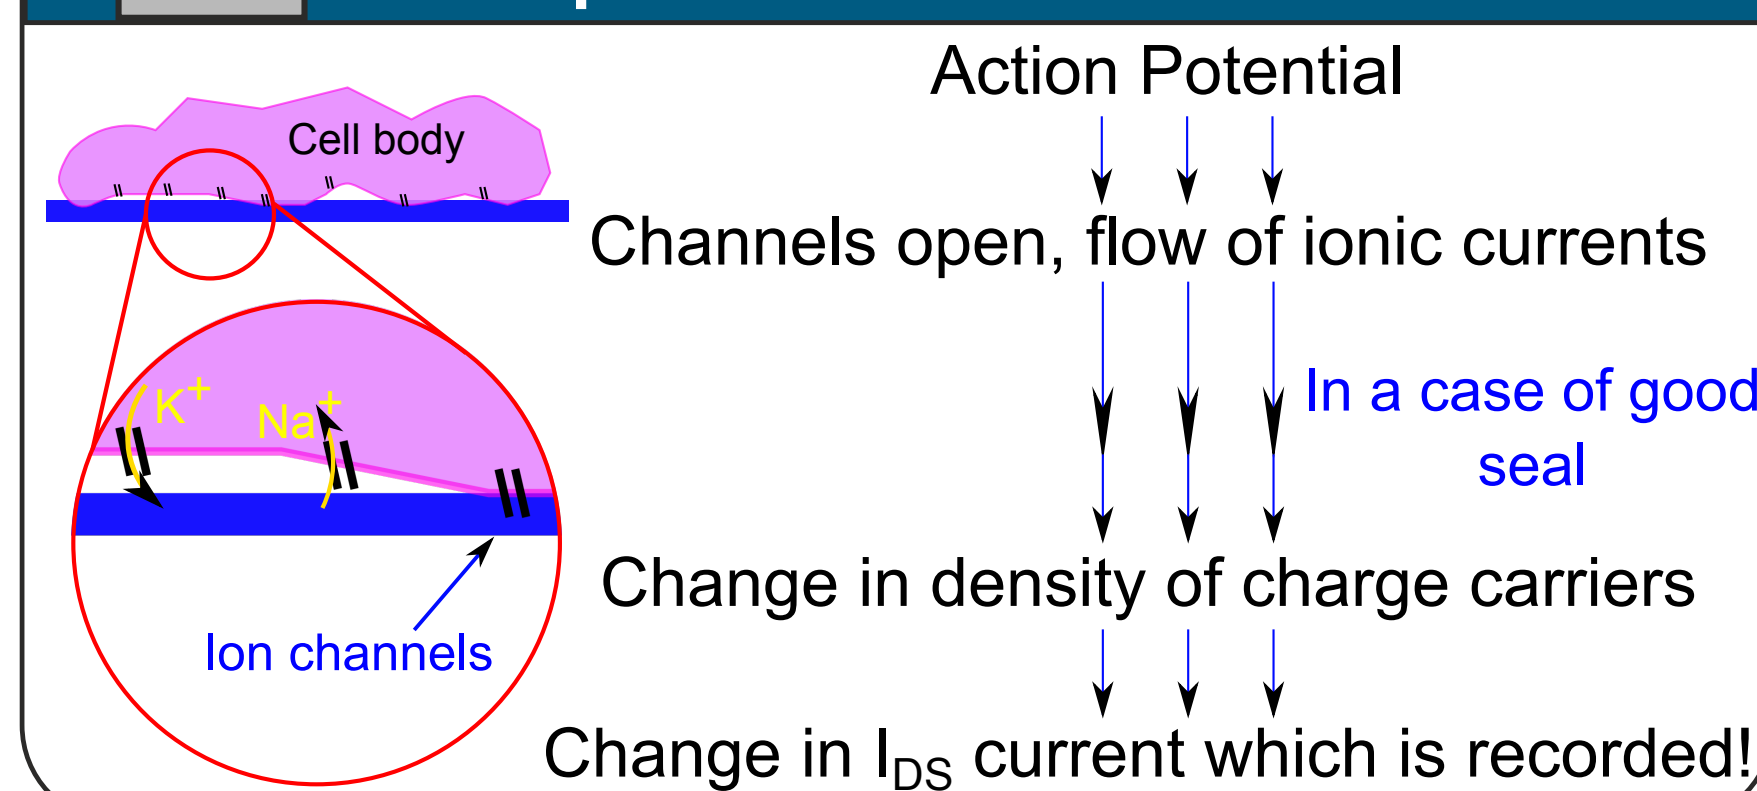 Action Potential
Cell body
Channels open, flow of ionic currents
In a case of good
seal
K+
Na+
Change in density of charge carriers
Ion channels
Change in IDS current which is recorded!